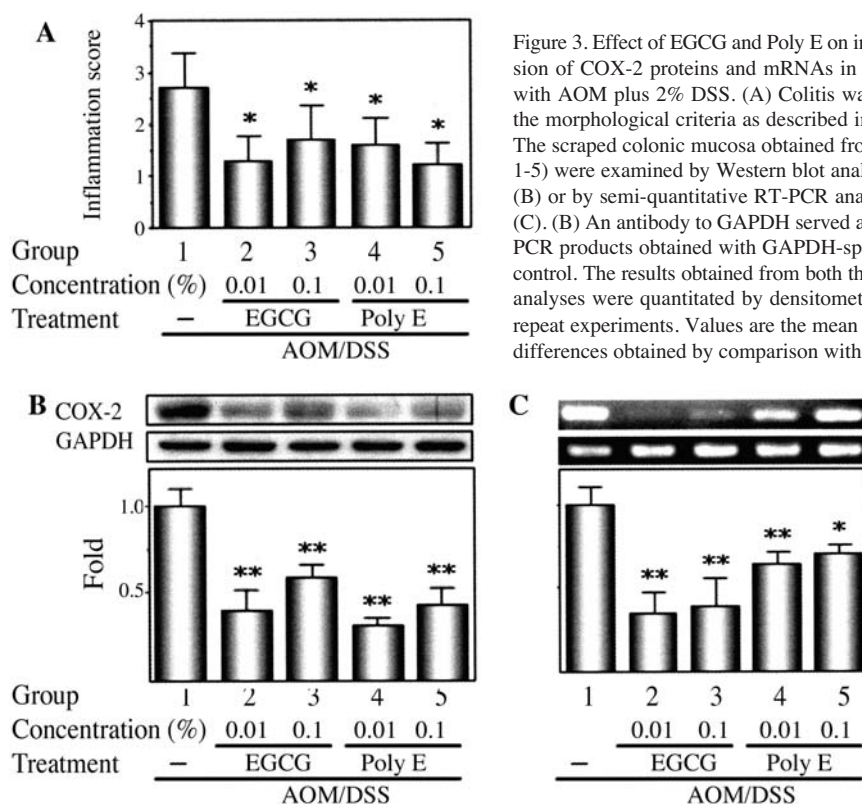 A
Inflammation score
4
3
2
1
0
* * * *
Group 1 2 3 4 5
Concentration (%) 0.01 0.1 0.01 0.1
Treatment – EGCG Poly E
AOM/DSS
Figure 3. Effect of EGCG and Poly E on in
sion of COX-2 proteins and mRNAs in
with AOM plus 2% DSS. (A) Colitis wa
the morphological criteria as described in
The scraped colonic mucosa obtained fro
1-5) were examined by Western blot anal
(B) or by semi-quantitative RT-PCR ana
(C). (B) An antibody to GAPDH served a
PCR products obtained with GAPDH-sp
control. The results obtained from both th
analyses were quantitated by densitomet
repeat experiments. Values are the mean
differences obtained by comparison with
B
COX-2
GAPDH
Fold
1.0
0.5
** ** ** **
Group 1 2 3 4 5
Concentration (%) 0.01 0.1 0.01 0.1
Treatment – EGCG Poly E
AOM/DSS
C
** ** ** *
1 2 3 4 5
0.01 0.1 0.01 0.1
– EGCG Poly E
AOM/DSS